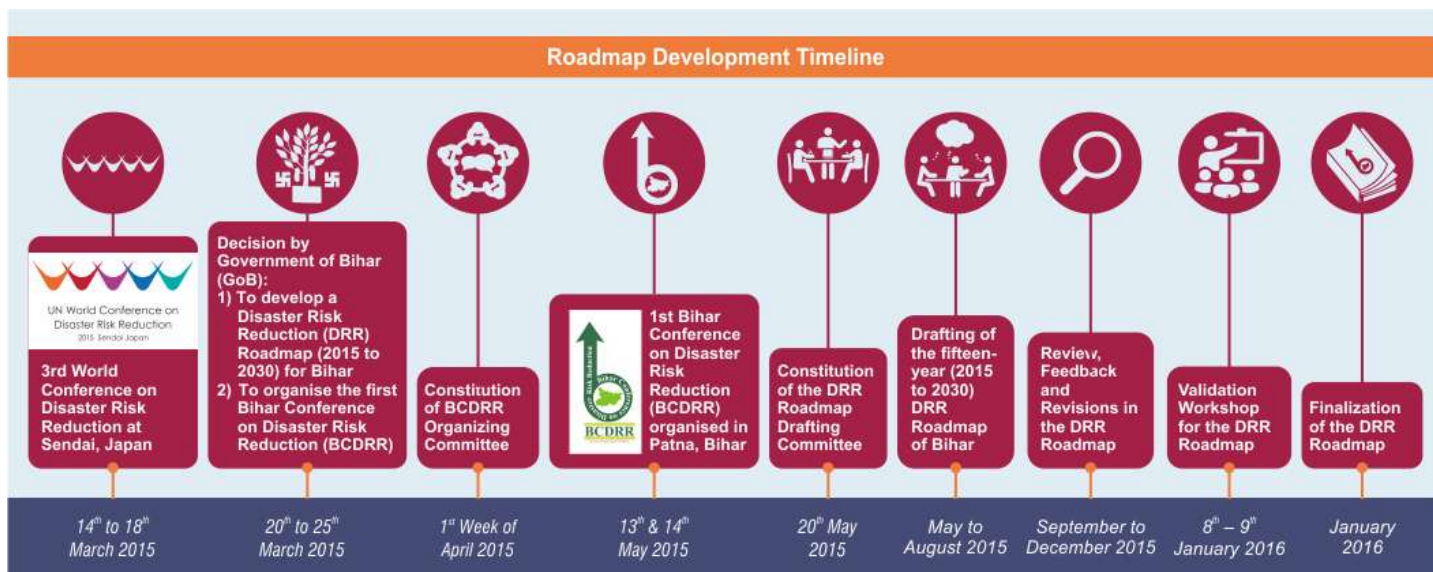 Roadmap Development Timeline
UN World Conference on
Disaster Risk Reduction
2015 Sendai Japan
3rd World
Conference on
Disaster Risk
Reduction at
Sendai, Japan
14th to 18th
March 2015
Decision by
Government of Bihar
(GoB):
1) To develop a
Disaster Risk
Reduction (DRR)
Roadmap (2015 to
2030) for Bihar
2) To organise the first
Bihar Conference
on Disaster Risk
Reduction (BCDRR)
20th to 25th
March 2015
Constitution
of BCDRR
Organizing
Committee
1st Week of
April 2015
Bihar Conference on Disaster
Risk Reduction
BCDRR
1st Bihar
Conference
on Disaster
Risk
Reduction
(BCDRR)
organised in
Patna, Bihar
13th & 14th
May 2015
Constitution
of the DRR
Roadmap
Drafting
Committee
20th May
2015
Drafting of
the fifteen-
year (2015
to 2030)
DRR
Roadmap
of Bihar
May to
August 2015
Review,
Feedback
and
Revisions in
the DRR
Roadmap
September to
December 2015
Validation
Workshop
for the DRR
Roadmap
8th – 9th
January 2016
Finalization
of the DRR
Roadmap
January
2016